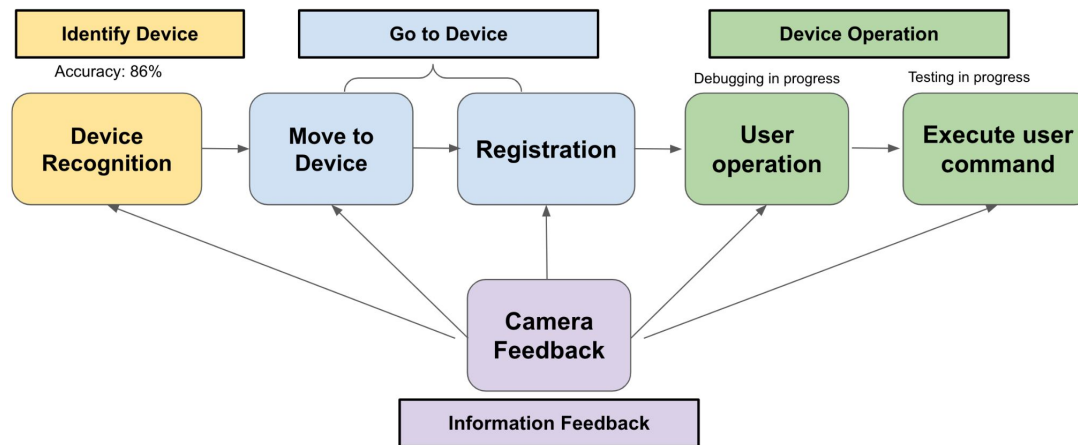 Identify Device
Go to Device
Device Operation
Accuracy: 86%
Debugging in progress
Testing in progress
Device
Recognition
Move to
Device
Registration
User
operation
Execute user
command
Camera
Feedback
Information Feedback